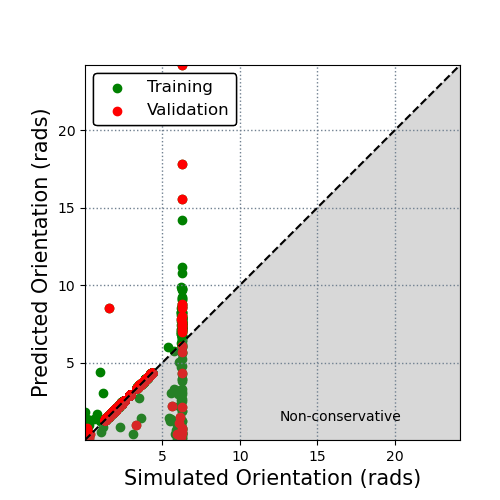 Training
Validation
20
15
10
5
Predicted Orientation (rads)
Non-conservative
5
10
15
20
Simulated Orientation (rads)